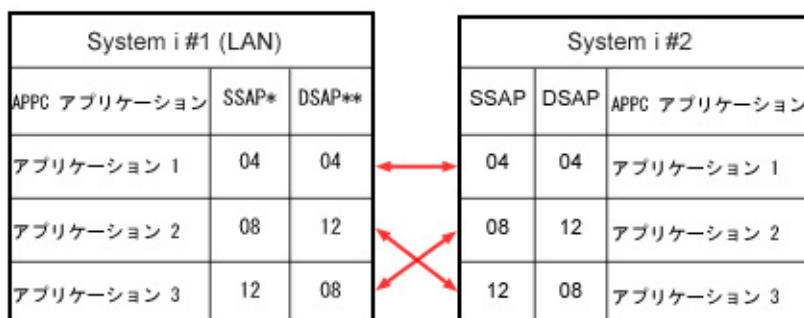 System i #1 (LAN)
APPC アプリケーション SSAP* DSAP**
アプリケーション 1 04 04
アプリケーション 2 08 12
アプリケーション 3 12 08
System i #2
SSAP DSAP APPC アプリケーション
04 04 アプリケーション 1
08 12 アプリケーション 2
12 08 アプリケーション 3